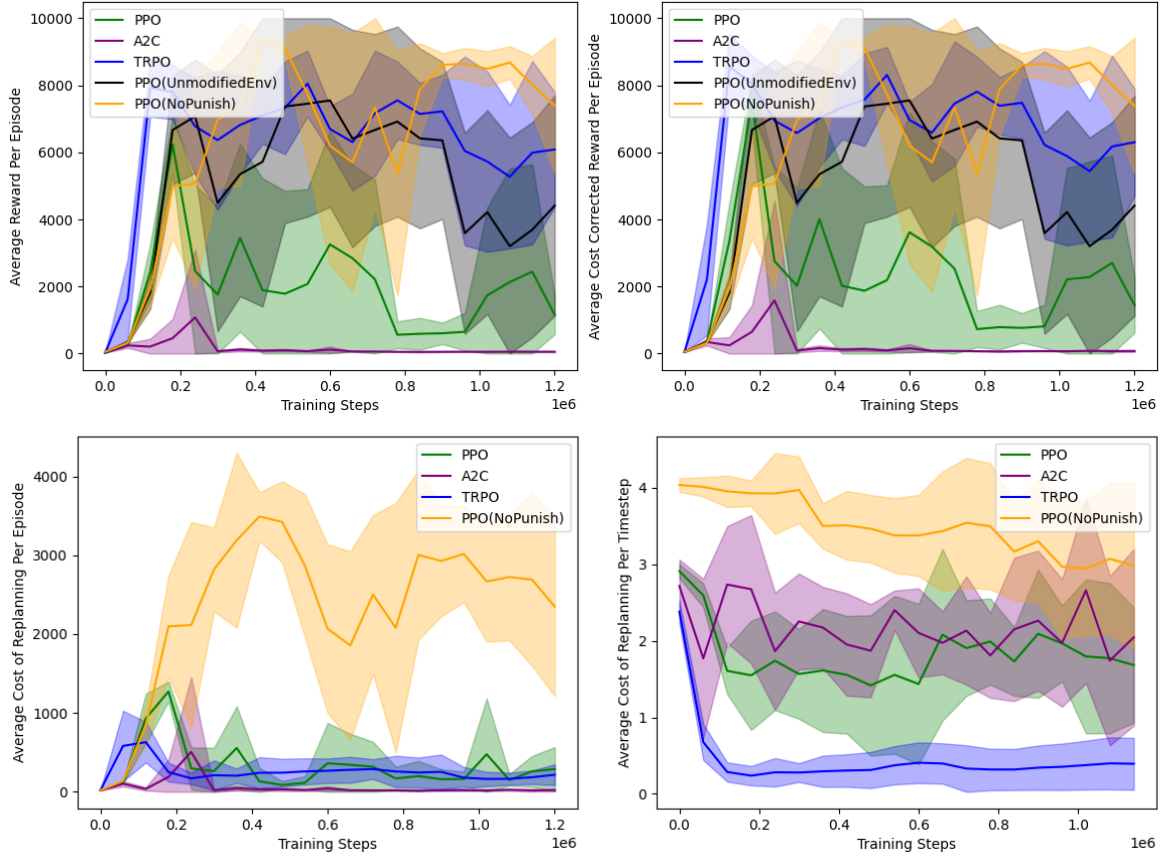 10000
8000
6000
4000
2000
0
Average Reward Per Episode
PPO
A2C
TRPO
PPO(UnmodifiedEnv)
PPO(NoPunish)
0.0 0.2 0.4 0.6 0.8 1.0 1.2
1e6
Training Steps
10000
8000
6000
4000
2000
0
Average Cost Corrected Reward Per Episode
PPO
A2C
TRPO
PPO(UnmodifiedEnv)
PPO(NoPunish)
0.0 0.2 0.4 0.6 0.8 1.0 1.2
1e6
Training Steps
4000
3000
2000
1000
0
Average Cost of Replanning Per Episode
PPO
A2C
TRPO
PPO(NoPunish)
0.0 0.2 0.4 0.6 0.8 1.0 1.2
1e6
Training Steps
4
3
2
1
0
Average Cost of Replanning Per Timestep
PPO
A2C
TRPO
PPO(NoPunish)
0.0 0.2 0.4 0.6 0.8 1.0
1e6
Training Steps